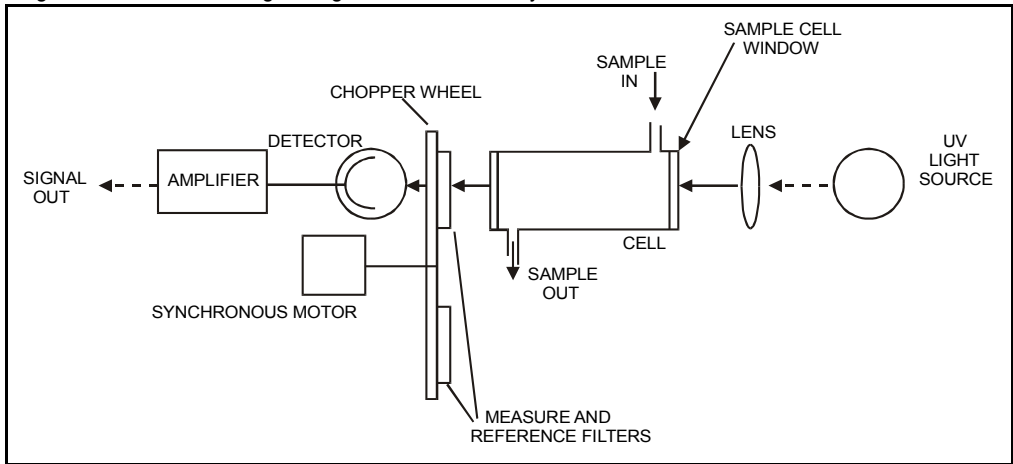 SAMPLE CELL
WINDOW
SAMPLE
IN
CHOPPER WHEEL
LENS
UV
LIGHT
SOURCE
DETECTOR
AMPLIFIER
SIGNAL
OUT
CELL
SAMPLE
OUT
SYNCHRONOUS MOTOR
MEASURE AND
REFERENCE FILTERS